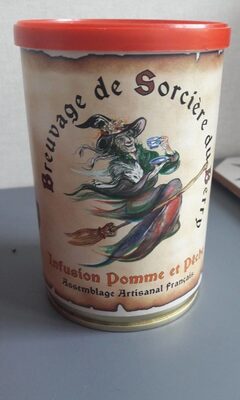 Breuvage de Sorcière du Berry
Infusion Pomme et Pêche
Assemblage Artisanal Français